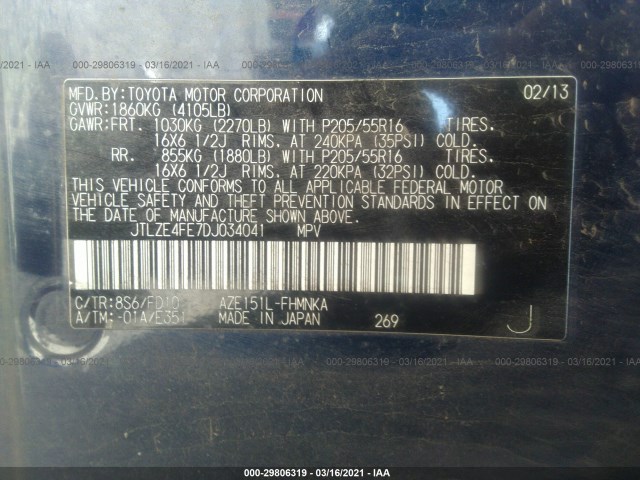 000-29806319 - 03/16/2021 - IAA
MFD.BY:TOYOTA MOTOR CORPORATION 02/13
GVWR:1860KG (4105LB)
GAWR:FRT. 1030KG (2270LB) WITH P205/55R16 TIRES,
16X6 1/2J RIMS, AT 240KPA (35PSI) COLD.
RR. 855KG (1880LB) WITH P205/55R16 TIRES,
16X6 1/2J RIMS, AT 220KPA (32PSI) COLD.
THIS VEHICLE CONFORMS TO ALL APPLICABLE FEDERAL MOTOR
VEHICLE SAFETY AND THEFT PREVENTION STANDARDS IN EFFECT ON
THE DATE OF MANUFACTURE SHOWN ABOVE.
JTLZE4FE7DJ034041 MPV
C/TR:8S6/FD10 AZE151L-FHMNKA
A/TM:-01A/E351 MADE IN JAPAN 269 J
000-29806319 - 03/16/2021 - IAA